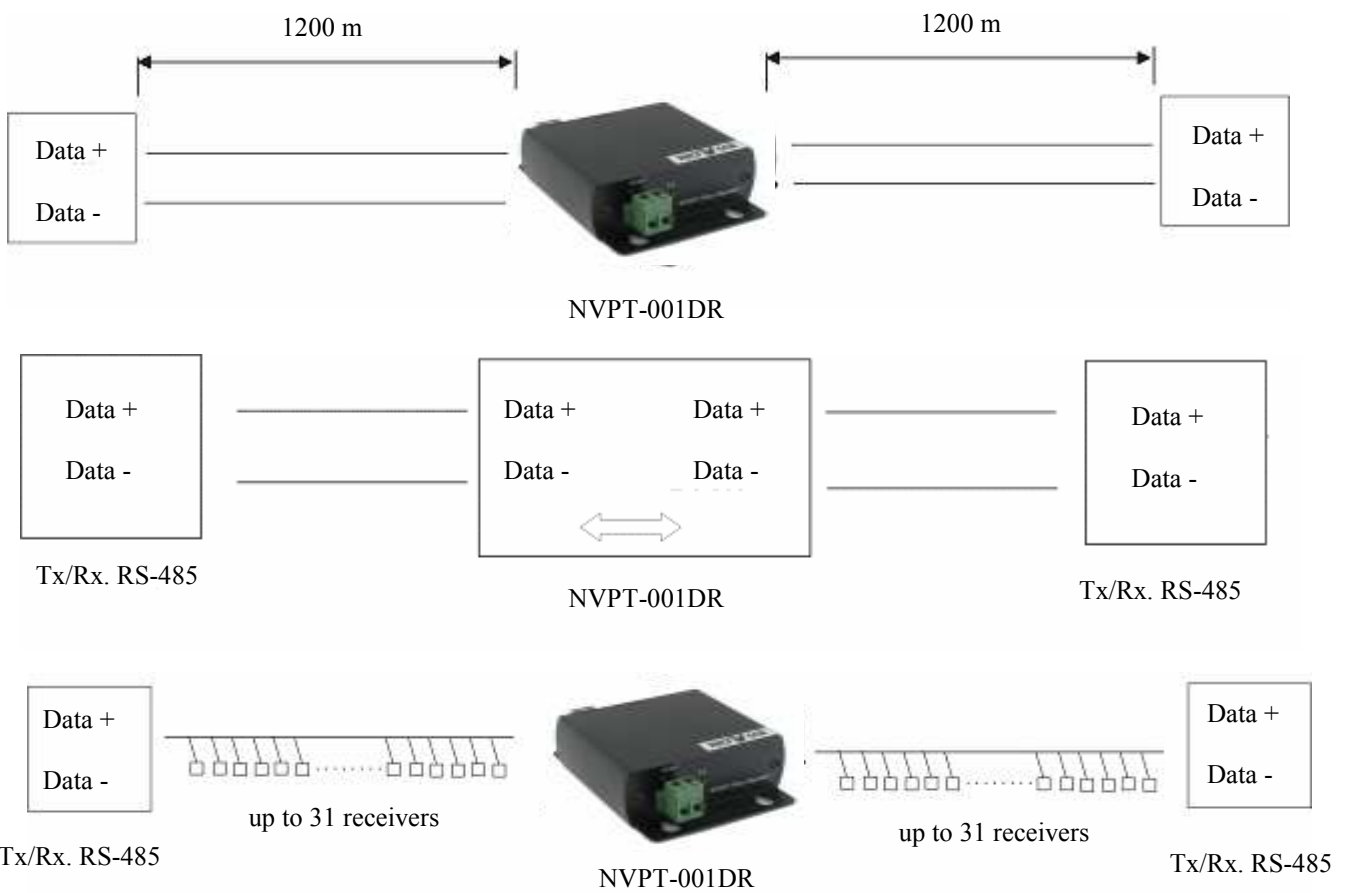 1200 m
1200 m
Data +
Data -
Data +
Data -
NVPT-001DR
Data +
Data -
Data +
Data -
Data +
Data -
Data +
Data -
Tx/Rx. RS-485
NVPT-001DR
Tx/Rx. RS-485
Data +
Data -
up to 31 receivers
Tx/Rx. RS-485
NVPT-001DR
Data +
Data -
up to 31 receivers
Tx/Rx. RS-485